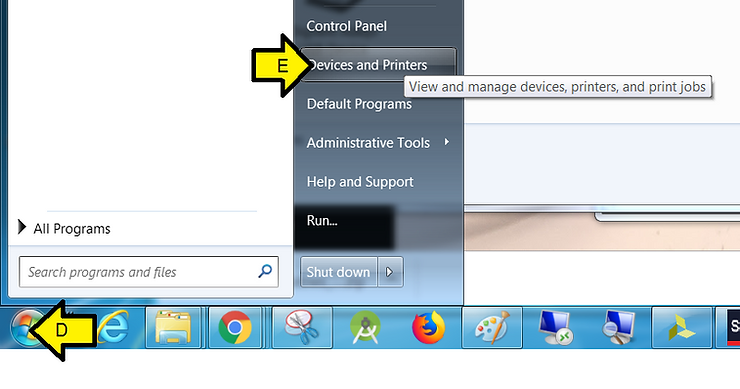 Control Panel
E
Devices and Printers
View and manage devices, printers, and print jobs
Default Programs
Administrative Tools
Help and Support
Run...
All Programs
Search programs and files
Shut down
D
S